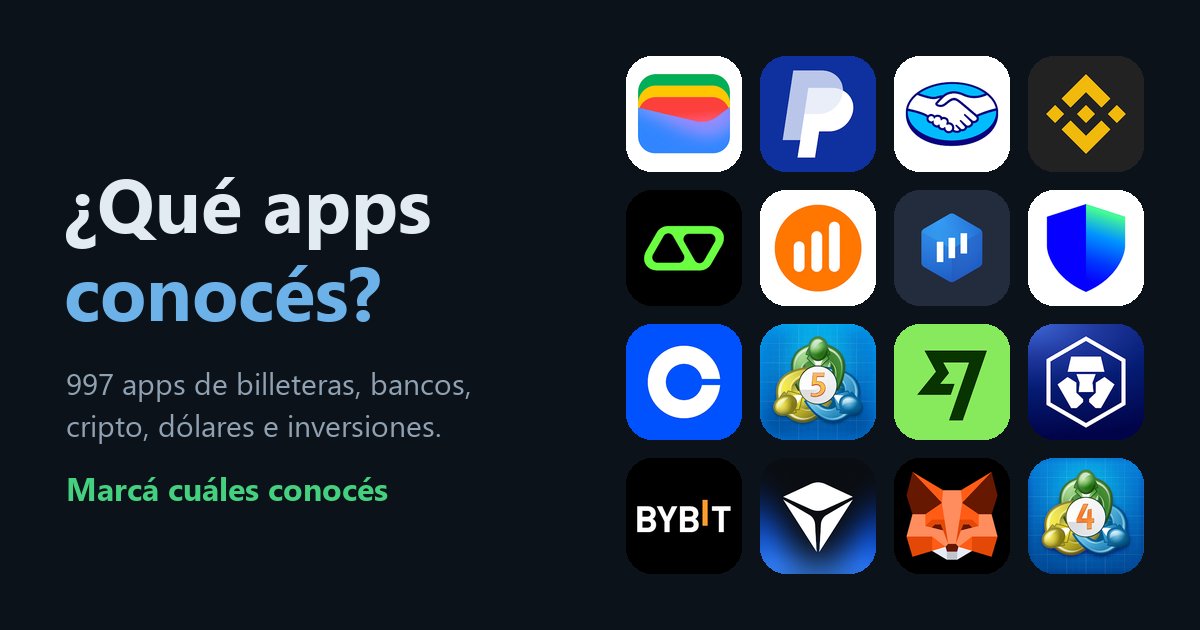 ¿Qué apps
conocés?
997 apps de billeteras, bancos,
cripto, dólares e inversiones.
Marcá cuáles conocés
5
BYBIT
4